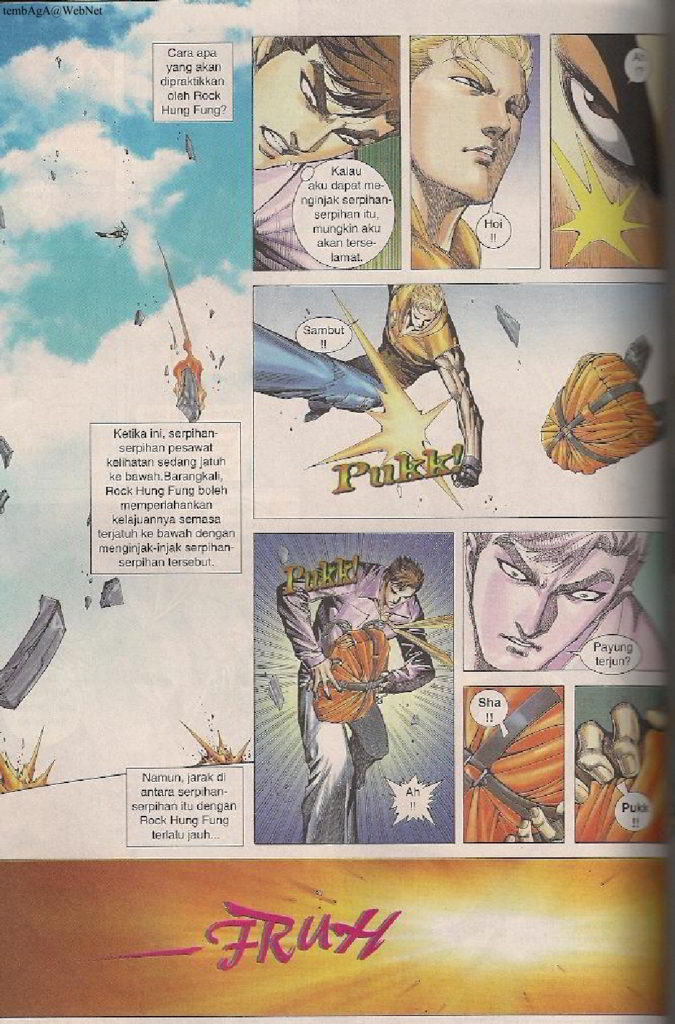 tembAgA@WebNet
Cara apa
yang akan
dipraktikkan
oleh Rock
Hung Fung?
Kalau
aku dapat me-
nginjak serpihan-
serpihan itu,
mungkin aku
akan terse-
lamat.
Hoi
!!
Ah
!!
Sambut
!!
Pukk!
Ketika ini, serpihan-
serpihan pesawat
kelihatan sedang jatuh
ke bawah.Barangkali,
Rock Hung Fung boleh
memperlahankan
kelajuannya semasa
terjatuh ke bawah dengan
menginjak-injak serpihan-
serpihan tersebut.
Pukk!
Ah
!!
Payung
terjun?
Sha
!!
Pukk
!!
Namun, jarak di
antara serpihan-
serpihan itu dengan
Rock Hung Fung
terlalu jauh...
FRUH